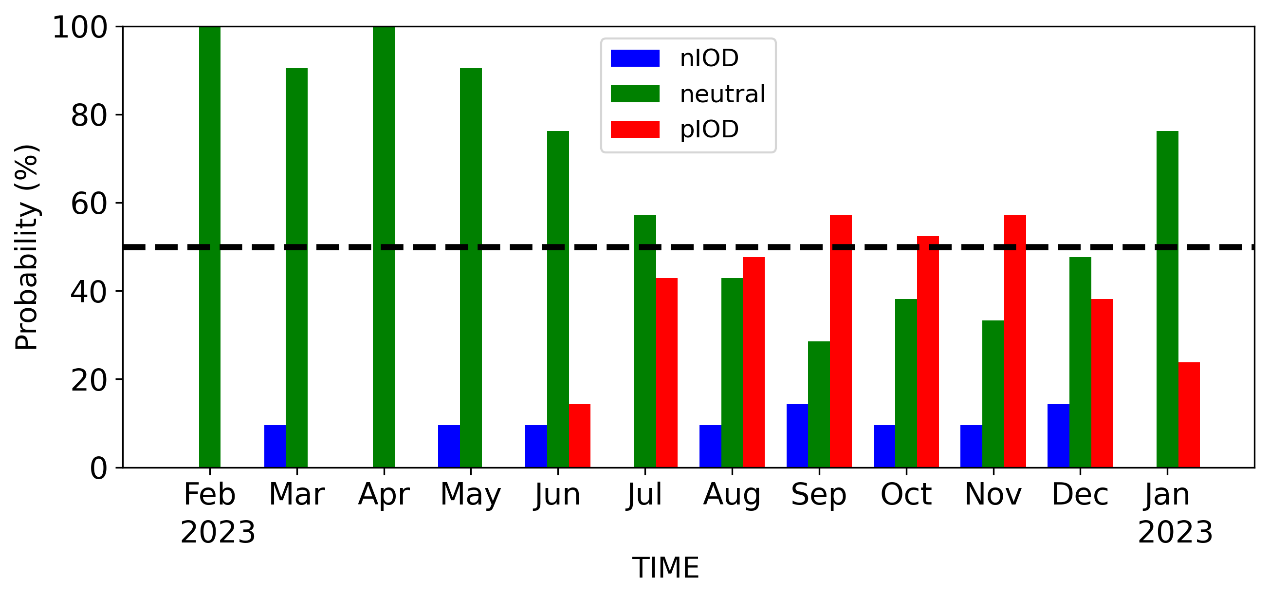 100
80
60
40
20
0
Probability (%)
nIOD
neutral
pIOD
Feb Mar Apr May Jun Jul Aug Sep Oct Nov Dec Jan
2023 2023
TIME